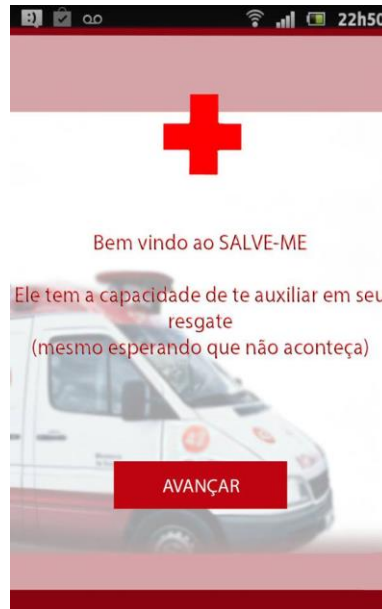 22h50
Bem vindo ao SALVE-ME
Ele tem a capacidade de te auxiliar em seu
resgate
(mesmo esperando que não aconteça)
AVANÇAR